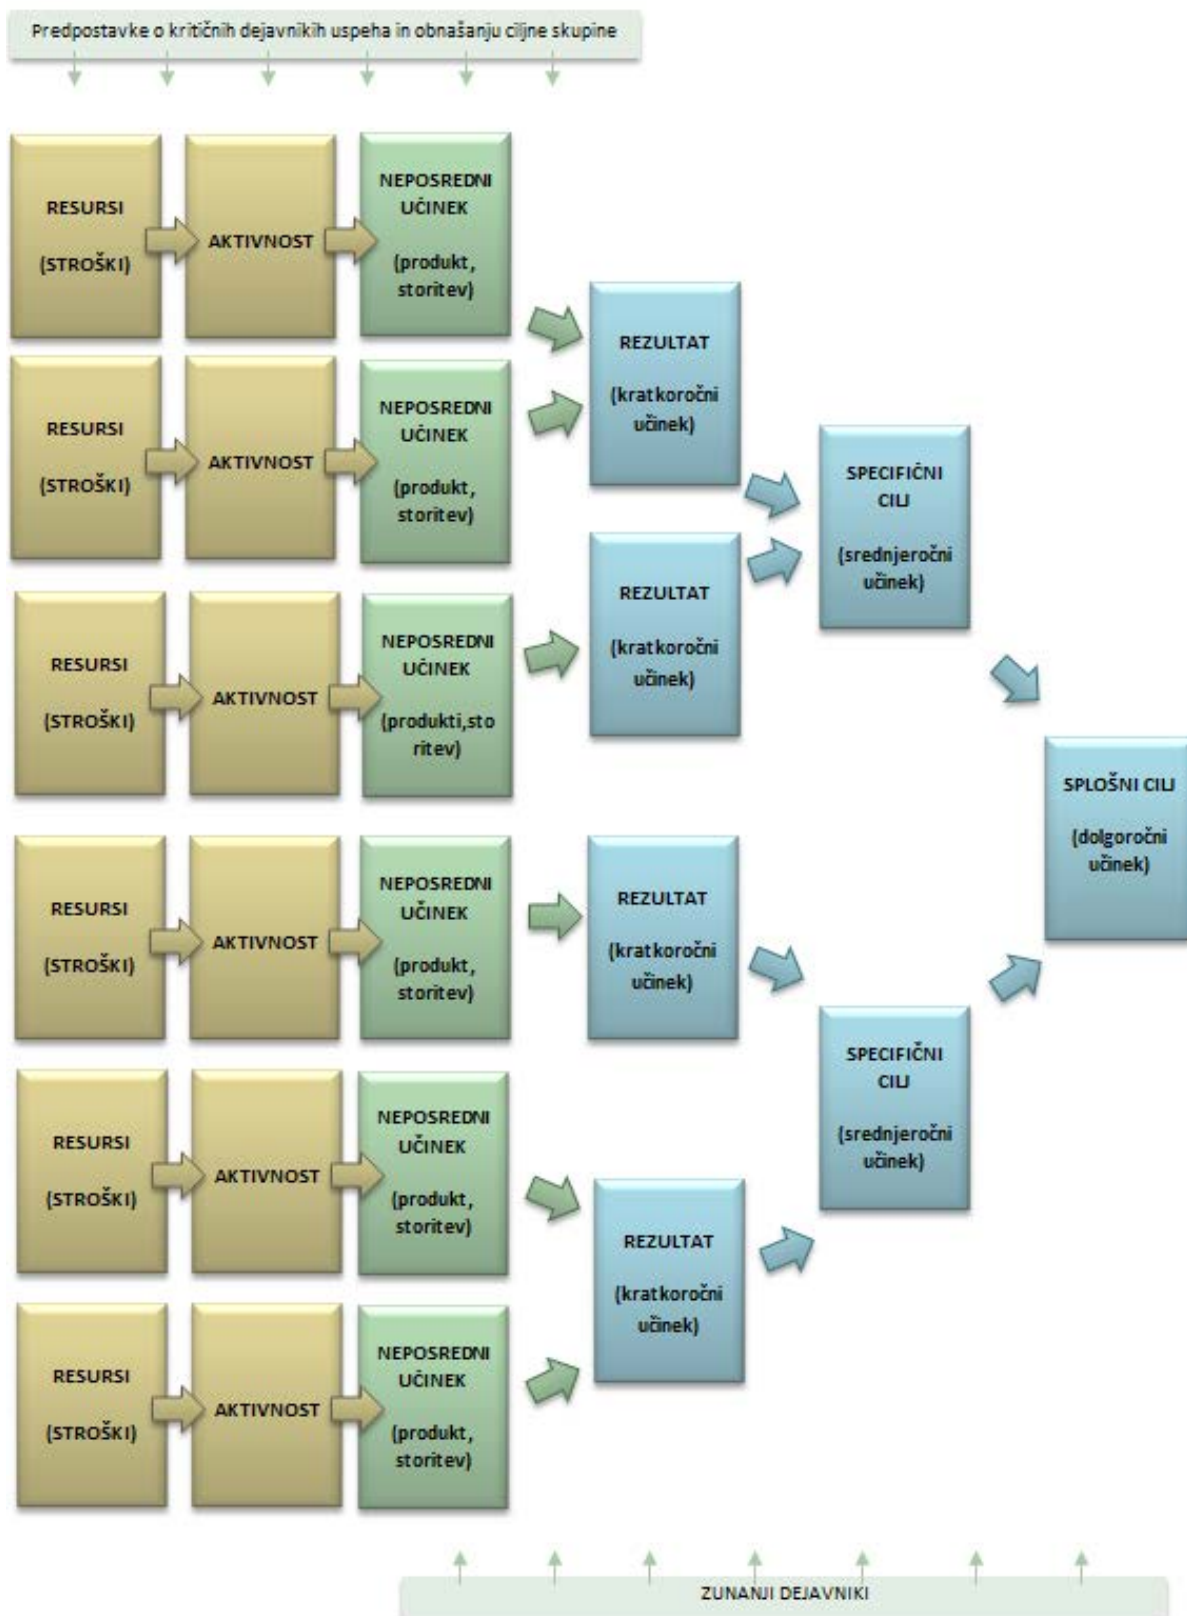 Predpostavke o kritičnih dejavnikih uspeha in obnašanju ciljne skupine
RESURSI
(STROŠKI)
AKTIVNOST
NEPOSREDNI
UČINEK
(produkt,
storitev)
RESURSI
(STROŠKI)
AKTIVNOST
NEPOSREDNI
UČINEK
(produkt,
storitev)
REZULTAT
(kratkoročni
učinek)
RESURSI
(STROŠKI)
AKTIVNOST
NEPOSREDNI
UČINEK
(produkti,sto
ritev)
REZULTAT
(kratkoročni
učinek)
SPECIFIČNI
CILJ
(srednjeročni
učinek)
RESURSI
(STROŠKI)
AKTIVNOST
NEPOSREDNI
UČINEK
(produkt,
storitev)
REZULTAT
(kratkoročni
učinek)
SPLOŠNI CILJ
(dolgoročni
učinek)
RESURSI
(STROŠKI)
AKTIVNOST
NEPOSREDNI
UČINEK
(produkt,
storitev)
SPECIFIČNI
CILJ
(srednjeročni
učinek)
RESURSI
(STROŠKI)
AKTIVNOST
NEPOSREDNI
UČINEK
(produkt,
storitev)
REZULTAT
(kratkoročni
učinek)
ZUNANJI DEJAVNIKI